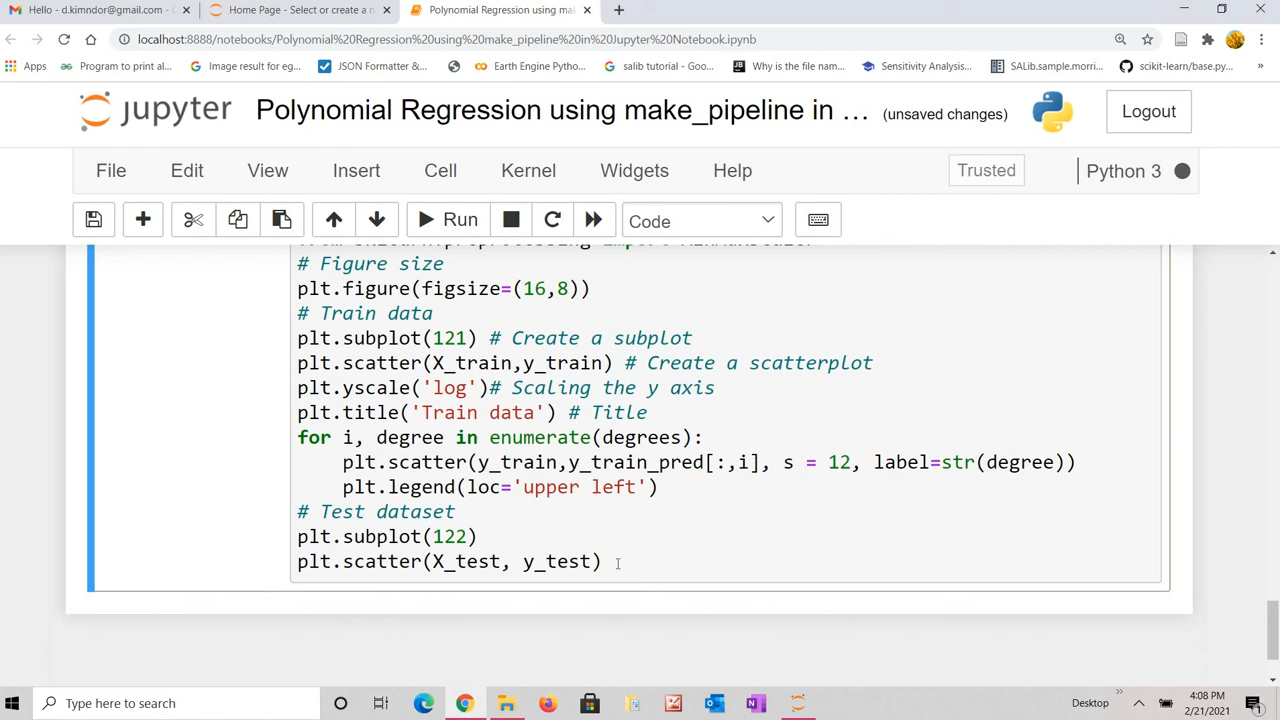 Hello - d.kimndor@gmail.com -
Home Page - Select or create a n
Polynomial Regression using mak
localhost:8888/notebooks/Polynomial%20Regression%20using%20make_pipeline%20in%20Jupyter%20Notebook.ipynb
Apps
Program to print al...
Image result for eg...
JSON Formatter &...
Earth Engine Pytho...
salib tutorial - Goo...
Why is the file nam...
Sensitivity Analysis...
SALib.sample.morri...
scikit-learn/base.py...
»
jupyter
Polynomial Regression using make_pipeline in ...
(unsaved changes)
Logout
File
Edit
View
Insert
Cell
Kernel
Widgets
Help
Trusted
Python 3
Run
Code
# Figure size
plt.figure(figsize=(16,8))
# Train data
plt.subplot(121) # Create a subplot
plt.scatter(X_train,y_train) # Create a scatterplot
plt.yscale('log')# Scaling the y axis
plt.title('Train data') # Title
for i, degree in enumerate(degrees):
plt.scatter(y_train,y_train_pred[:,i], s = 12, label=str(degree))
plt.legend(loc='upper left')
# Test dataset
plt.subplot(122)
plt.scatter(X_test, y_test)
Type here to search
Desktop
»
4:08 PM
2/21/2021